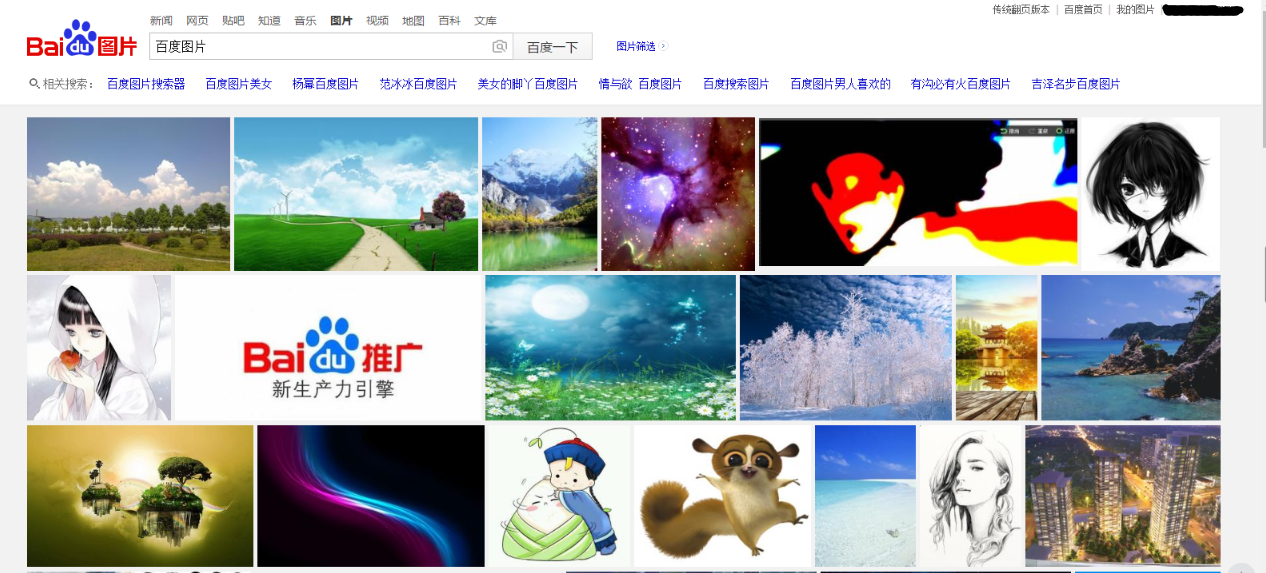 传统翻页版本 | 百度首页 | 我的图片 |
新闻 网页 贴吧 知道 音乐 图片 视频 地图 百科 文库
Bai du 图片
百度图片 百度一下 图片筛选
相关搜索: 百度图片搜索器 百度图片美女 杨幂百度图片 范冰冰百度图片 美女的脚丫百度图片 情与欲 百度图片 百度搜索图片 百度图片男人喜欢的 有沟必有火百度图片 吉泽名步百度图片
Bai du 推广
新生产力引擎